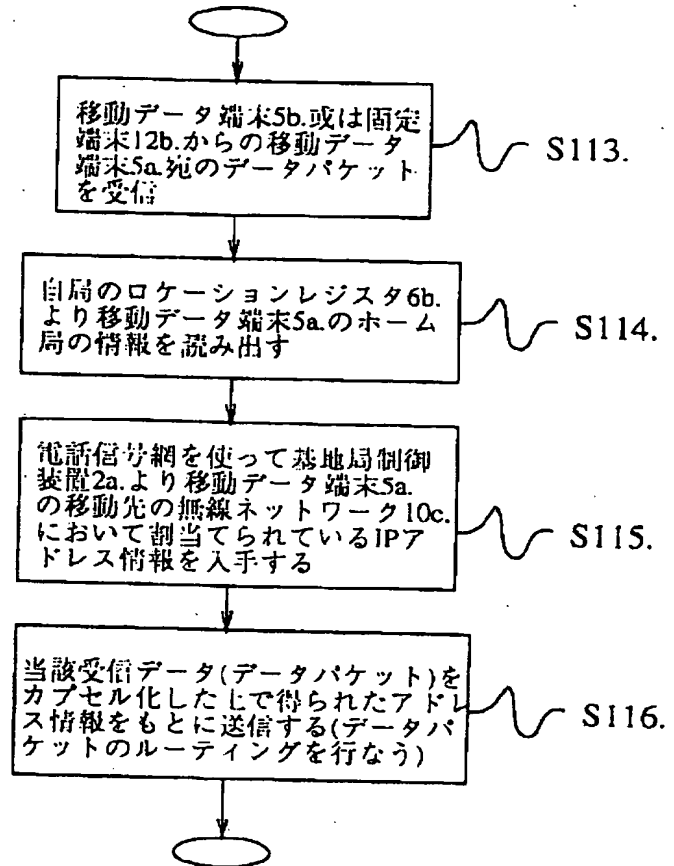 移動データ端末5b.或は固定
端末12b.からの移動データ
端末5a.宛のデータパケット
を受信
S113.
自局のロケーションレジスタ6b.
より移動データ端末5a.のホーム
局の情報を読み出す
S114.
電話信号網を使って基地局制御
装置2a.より移動データ端末5a.
の移動先の無線ネットワーク10c.
において割当てられているIPア
ドレス情報を入手する
S115.
当該受信データ(データパケット)を
カプセル化した上で得られたアドレ
ス情報をもとに送信する(データパ
ケットのルーティングを行なう)
S116.